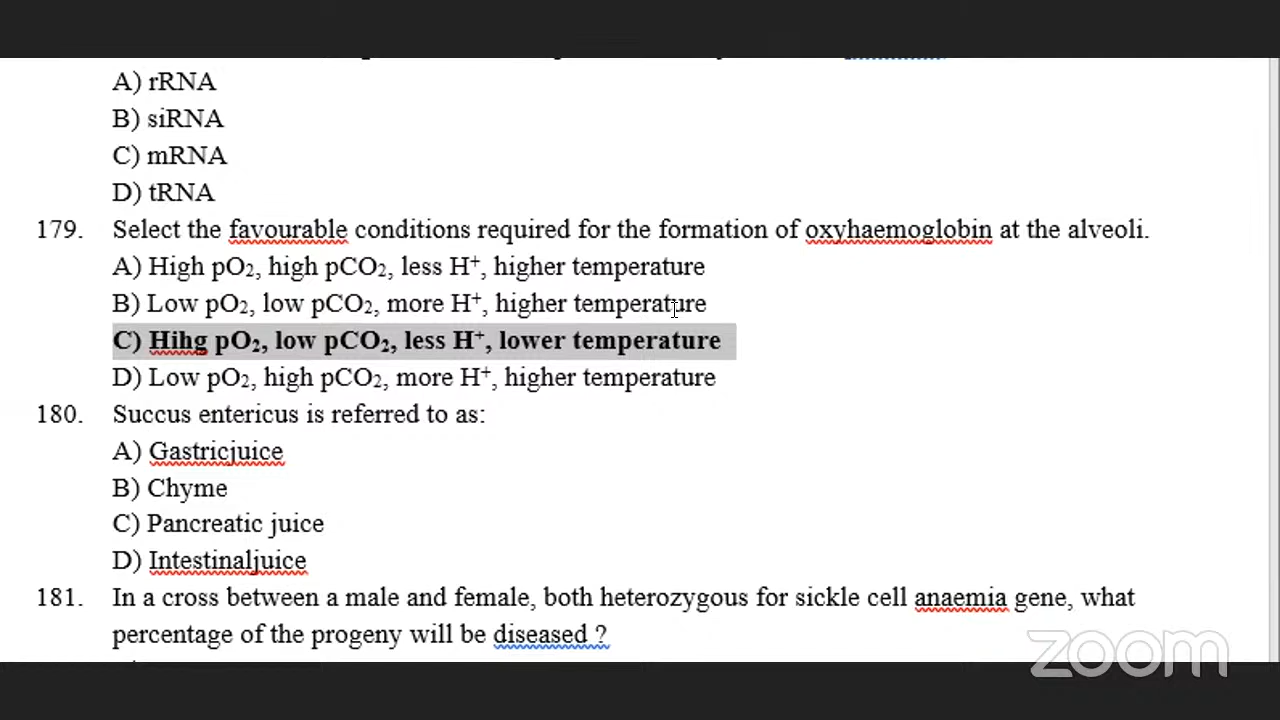 A) rRNA
B) siRNA
C) mRNA
D) tRNA
179. Select the favourable conditions required for the formation of oxyhaemoglobin at the alveoli.
A) High pO₂, high pCO₂, less H⁺, higher temperature
B) Low pO₂, low pCO₂, more H⁺, higher temperature
C) Hihg pO₂, low pCO₂, less H⁺, lower temperature
D) Low pO₂, high pCO₂, more H⁺, higher temperature
180. Succus entericus is referred to as:
A) Gastricjuice
B) Chyme
C) Pancreatic juice
D) Intestinaljuice
181. In a cross between a male and female, both heterozygous for sickle cell anaemia gene, what
percentage of the progeny will be diseased ?
zoom